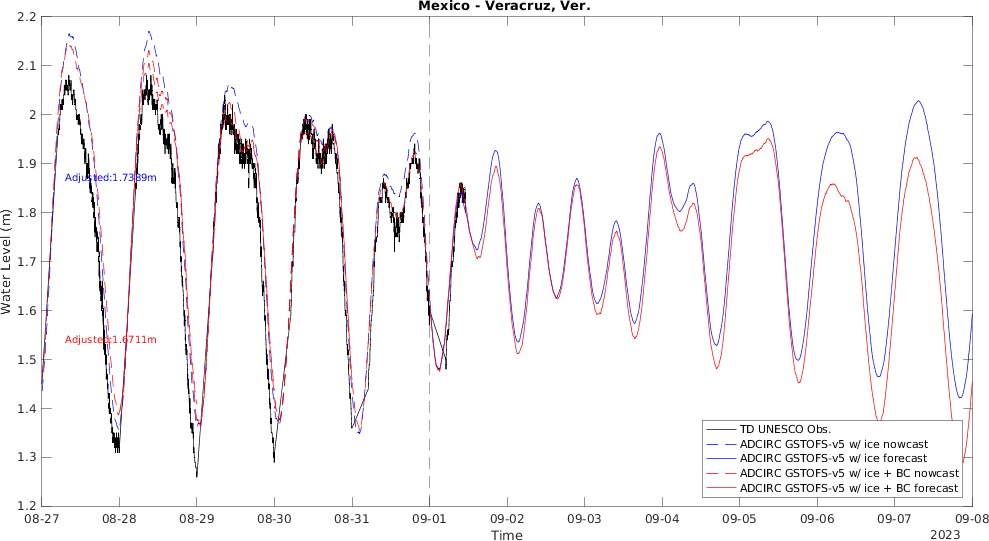 Mexico - Veracruz, Ver.
2.2
2.1
2
1.9
1.8
1.7
1.6
1.5
1.4
1.3
1.2
Water Level (m)
Adjusted:1.7389m
Adjusted:1.6711m
TD UNESCO Obs.
ADCIRC GSTOFS-v5 w/ ice nowcast
ADCIRC GSTOFS-v5 w/ ice forecast
ADCIRC GSTOFS-v5 w/ ice + BC nowcast
ADCIRC GSTOFS-v5 w/ ice + BC forecast
08-27 08-28 08-29 08-30 08-31 09-01 09-02 09-03 09-04 09-05 09-06 09-07 09-08
Time
2023